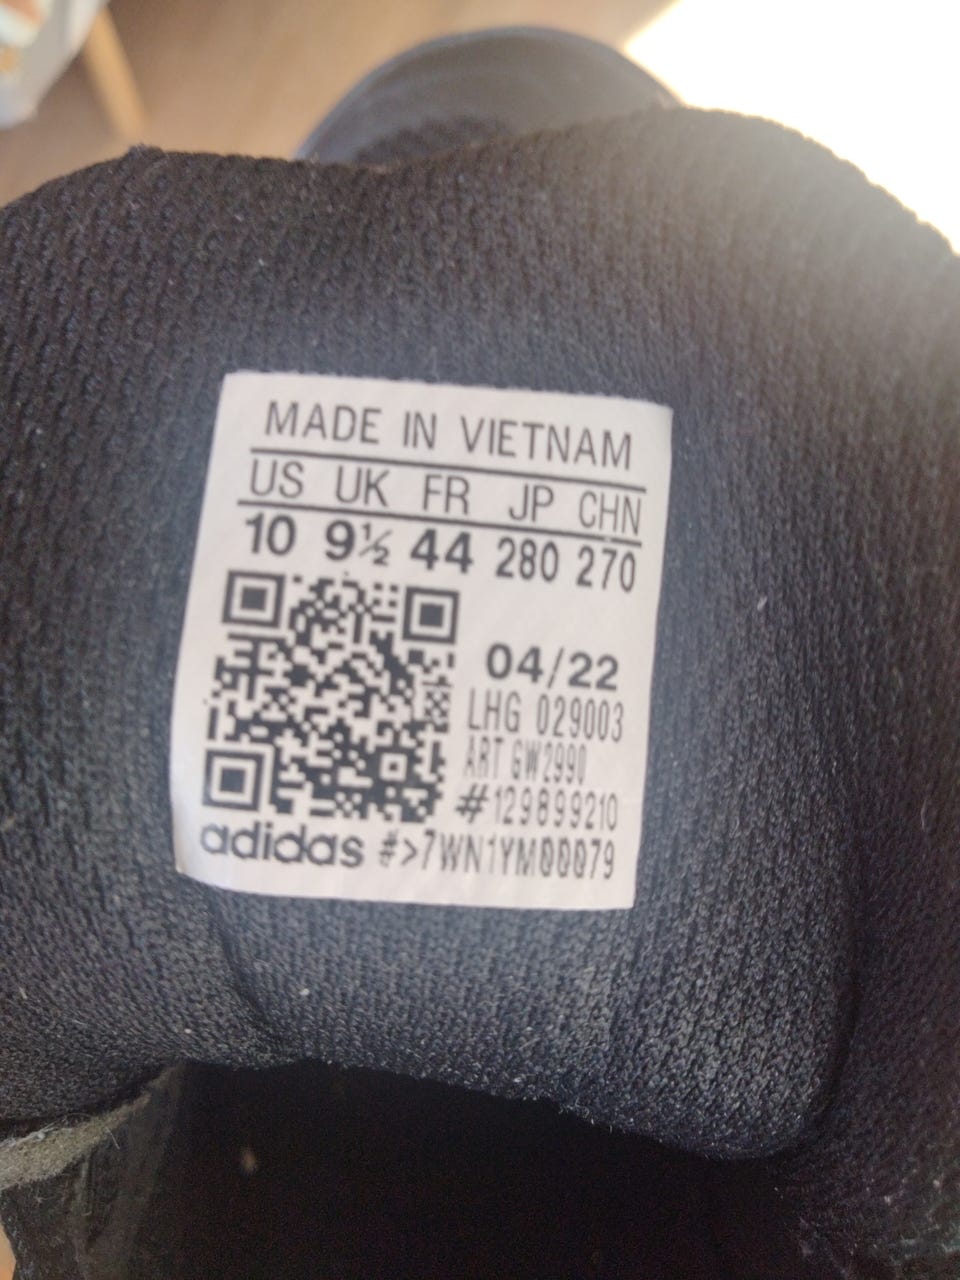 MADE IN VIETNAM
US UK FR JP CHN
10 9½ 44 280 270
04/22
LHG 029003
ART GW2990
#129899210
adidas #>7WN1YM00079